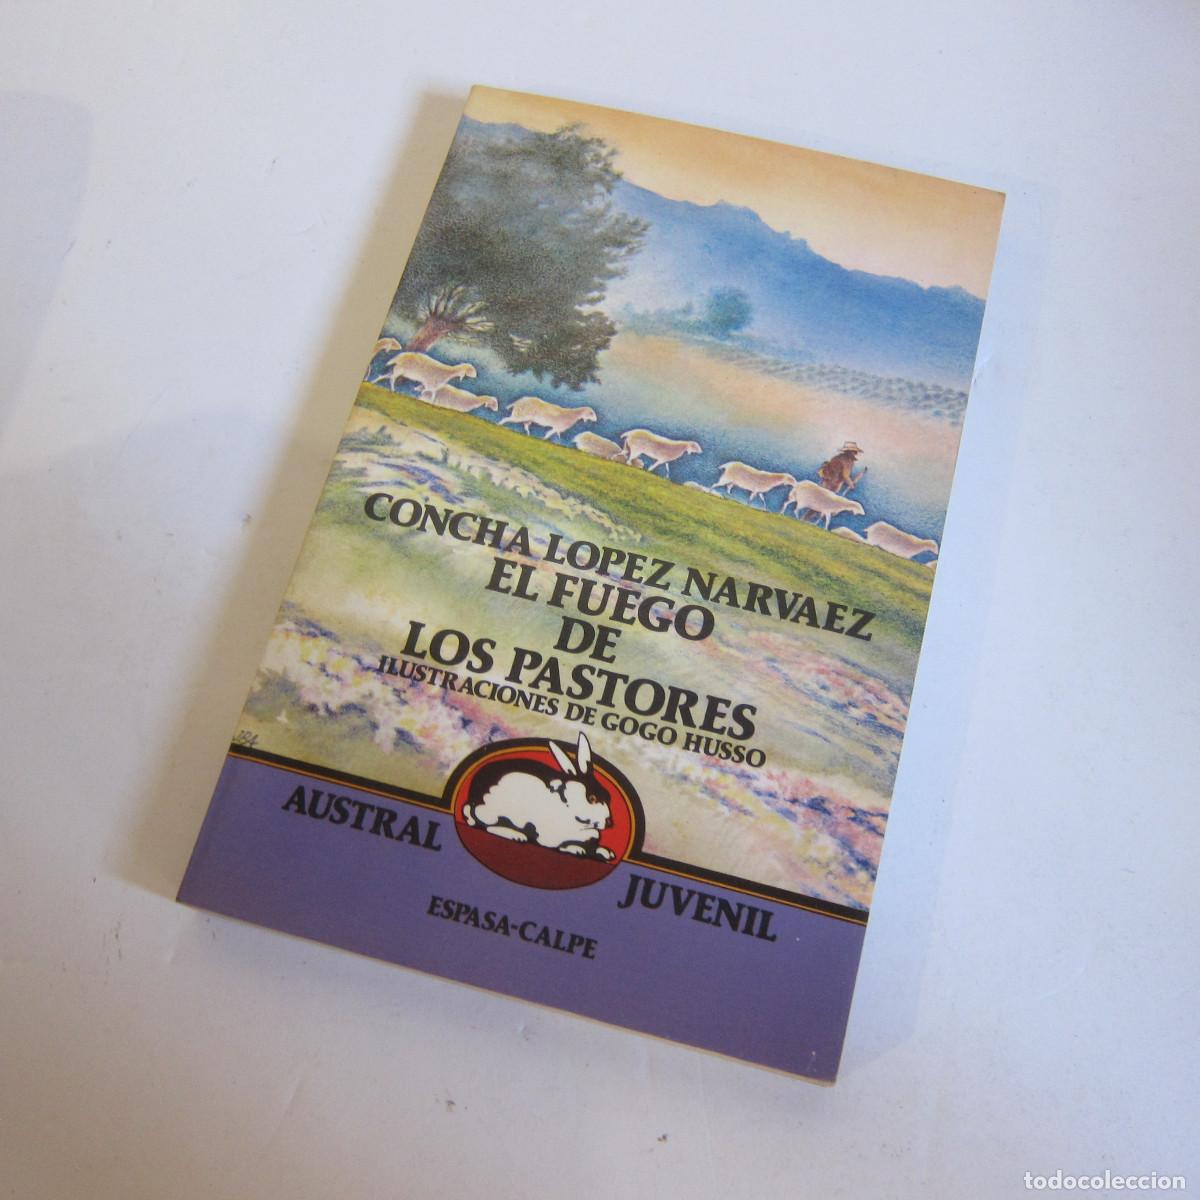 CONCHA LOPEZ NARVAEZ
EL FUEGO
DE
LOS PASTORES
ILUSTRACIONES DE GOGO HUSSO
AUSTRAL
JUVENIL
ESPASA-CALPE
todocoleccion